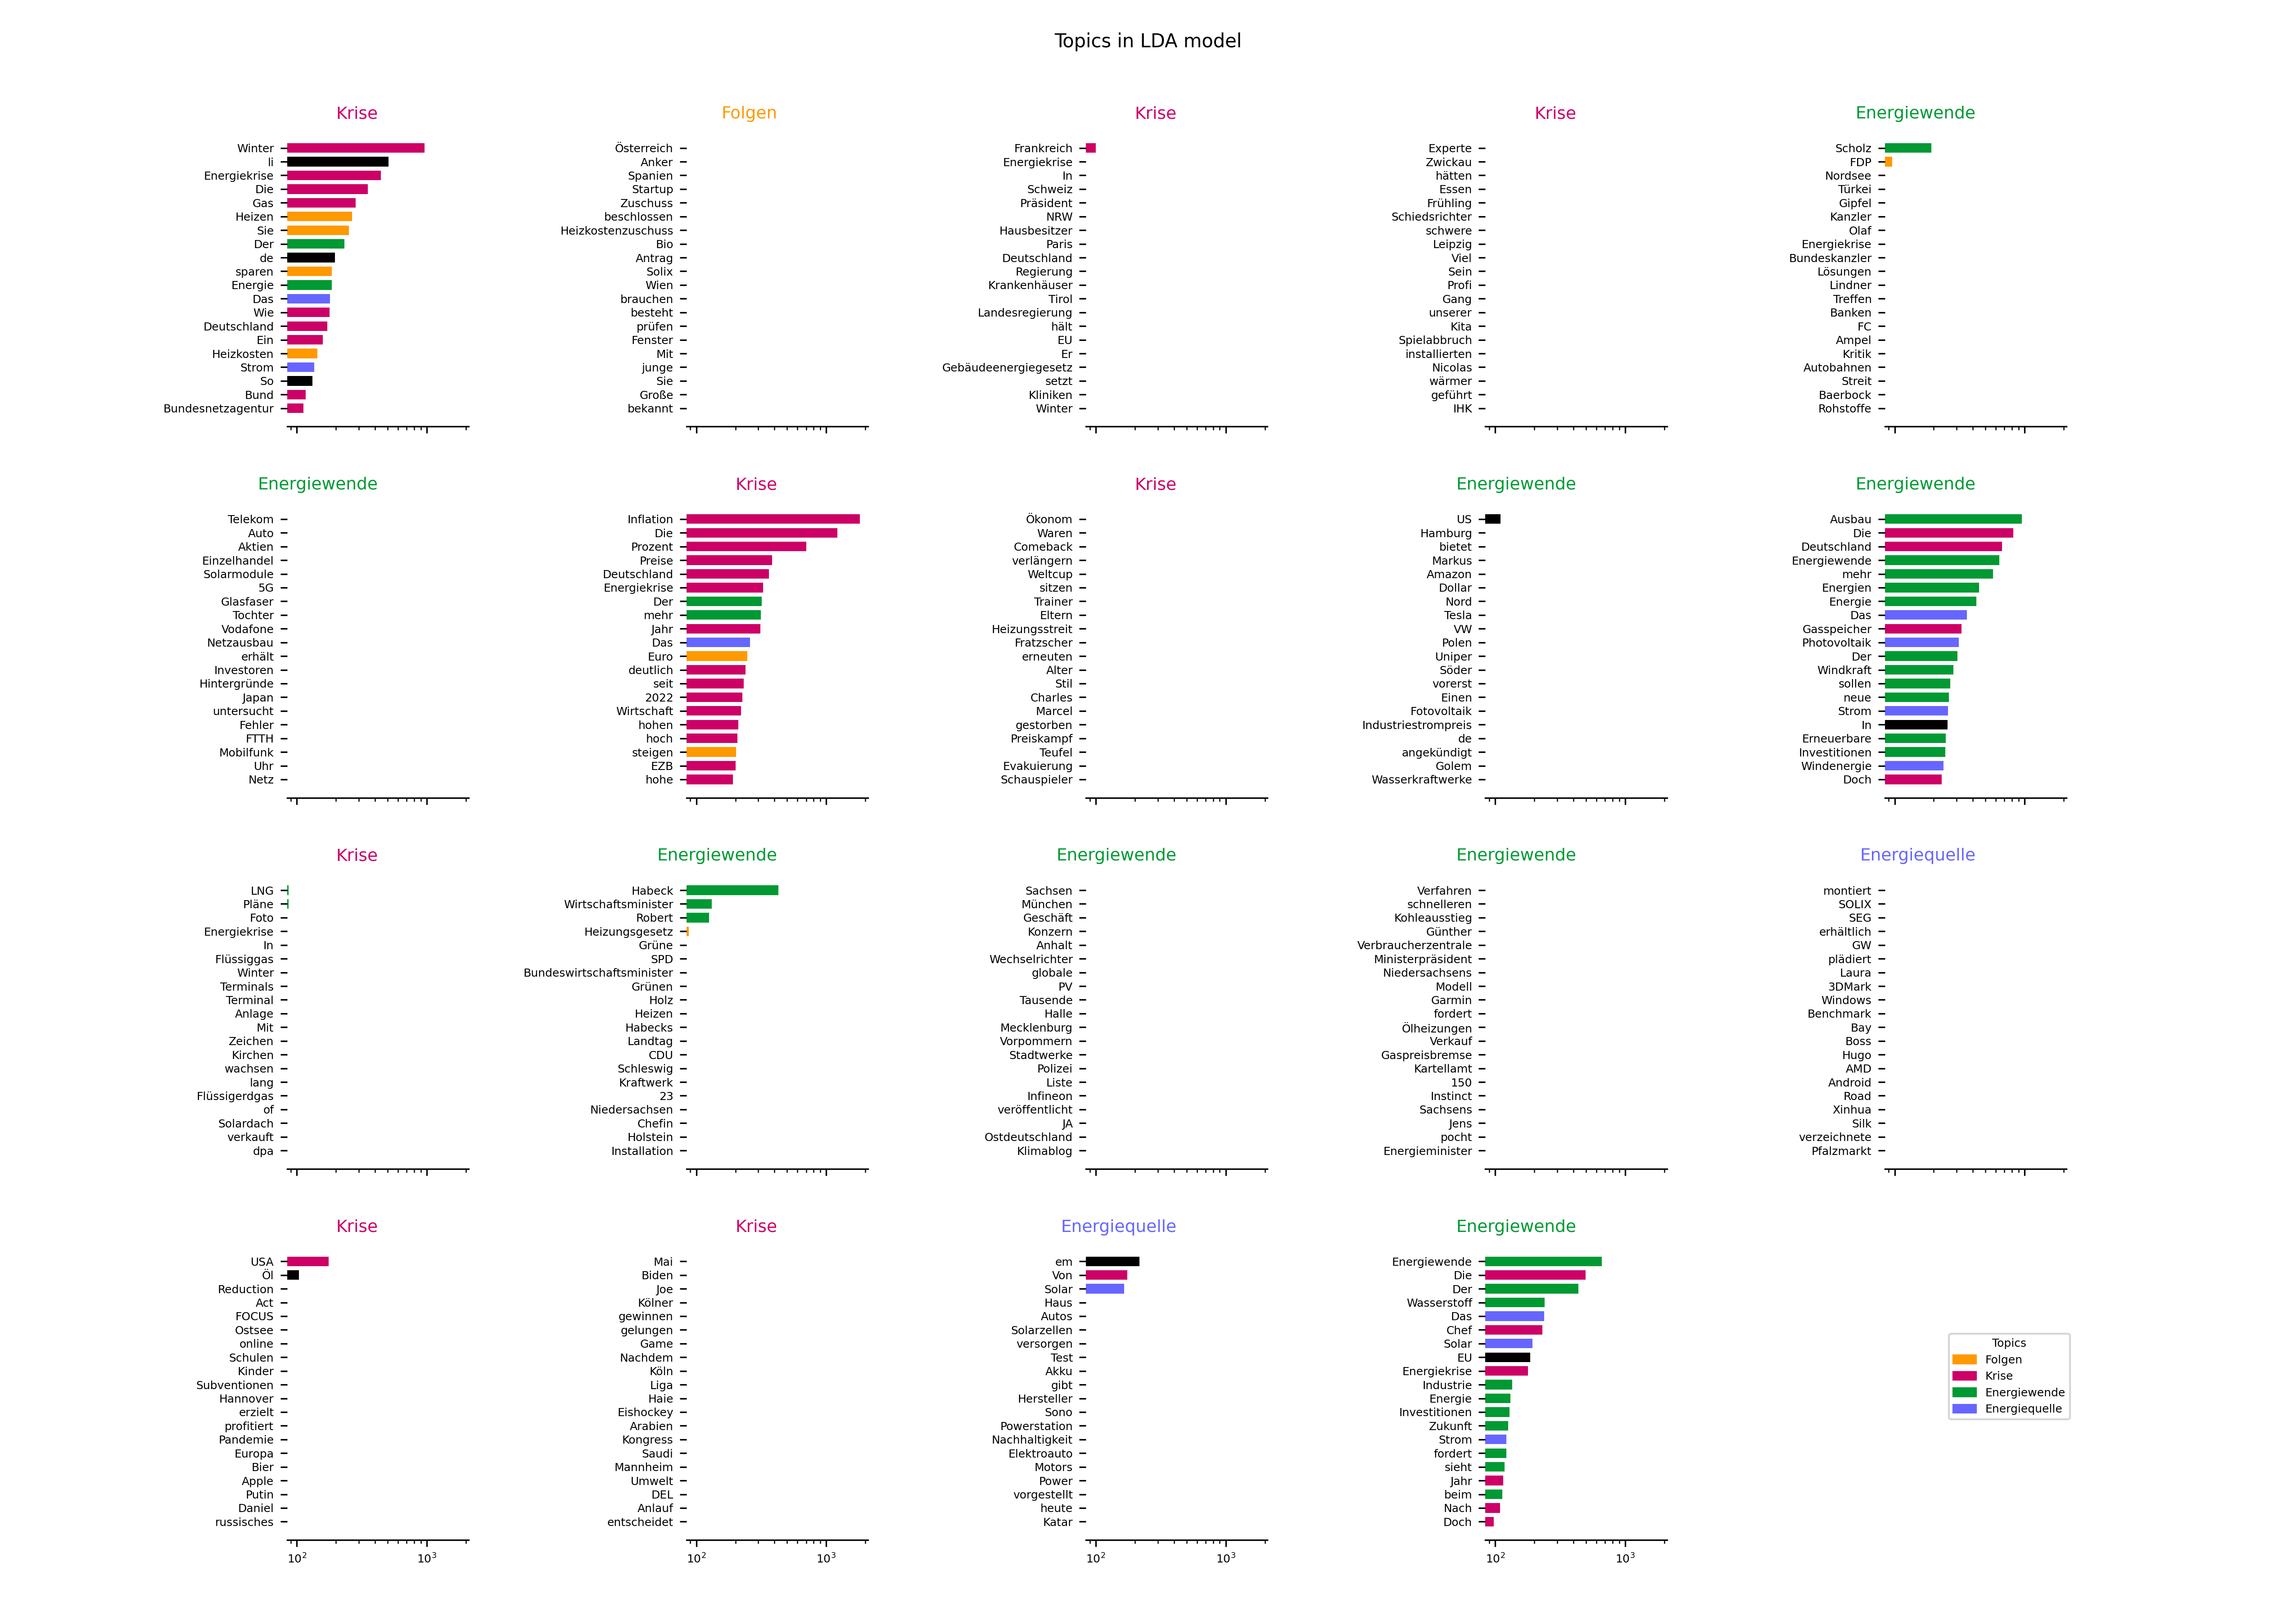 Topics in LDA model
Krise
Winter
li
Energiekrise
Die
Gas
Heizen
Sie
Der
de
sparen
Energie
Das
Wie
Deutschland
Ein
Heizkosten
Strom
So
Bund
Bundesnetzagentur
Folgen
Österreich
Anker
Spanien
Startup
Zuschuss
beschlossen
Heizkostenzuschuss
Bio
Antrag
Solix
Wien
brauchen
besteht
prüfen
Fenster
Mit
junge
Sie
Große
bekannt
Krise
Frankreich
Energiekrise
In
Schweiz
Präsident
NRW
Hausbesitzer
Paris
Deutschland
Regierung
Krankenhäuser
Tirol
Landesregierung
hält
EU
Er
Gebäudeenergiegesetz
setzt
Kliniken
Winter
Krise
Experte
Zwickau
hätten
Essen
Frühling
Schiedsrichter
schwere
Leipzig
Viel
Sein
Profi
Gang
unserer
Kita
Spielabbruch
installierten
Nicolas
wärmer
geführt
IHK
Energiewende
Scholz
FDP
Nordsee
Türkei
Gipfel
Kanzler
Olaf
Energiekrise
Bundeskanzler
Lösungen
Lindner
Treffen
Banken
FC
Ampel
Kritik
Autobahnen
Streit
Baerbock
Rohstoffe
Energiewende
Telekom
Auto
Aktien
Einzelhandel
Solarmodule
5G
Glasfaser
Tochter
Vodafone
Netzausbau
erhält
Investoren
Hintergründe
Japan
untersucht
Fehler
FTTH
Mobilfunk
Uhr
Netz
Krise
Inflation
Die
Prozent
Preise
Deutschland
Energiekrise
Der
mehr
Jahr
Das
Euro
deutlich
seit
2022
Wirtschaft
hohen
hoch
steigen
EZB
hohe
Krise
Ökonom
Waren
Comeback
verlängern
Weltcup
sitzen
Trainer
Eltern
Heizungsstreit
Fratzscher
erneuten
Alter
Stil
Charles
Marcel
gestorben
Preiskampf
Teufel
Evakuierung
Schauspieler
Energiewende
US
Hamburg
bietet
Markus
Amazon
Dollar
Nord
Tesla
VW
Polen
Uniper
Söder
vorerst
Einen
Fotovoltaik
Industriestrompreis
de
angekündigt
Golem
Wasserkraftwerke
Energiewende
Ausbau
Die
Deutschland
Energiewende
mehr
Energien
Energie
Das
Gasspeicher
Photovoltaik
Der
Windkraft
sollen
neue
Strom
In
Erneuerbare
Investitionen
Windenergie
Doch
Krise
LNG
Pläne
Foto
Energiekrise
In
Flüssiggas
Winter
Terminals
Terminal
Anlage
Mit
Zeichen
Kirchen
wachsen
lang
Flüssigerdgas
of
Solardach
verkauft
dpa
Energiewende
Habeck
Wirtschaftsminister
Robert
Heizungsgesetz
Grüne
SPD
Bundeswirtschaftsminister
Grünen
Holz
Heizen
Habecks
Landtag
CDU
Schleswig
Kraftwerk
23
Niedersachsen
Chefin
Holstein
Installation
Energiewende
Sachsen
München
Geschäft
Konzern
Anhalt
Wechselrichter
globale
PV
Tausende
Halle
Mecklenburg
Vorpommern
Stadtwerke
Polizei
Liste
Infineon
veröffentlicht
JA
Ostdeutschland
Klimablog
Energiewende
Verfahren
schnelleren
Kohleausstieg
Günther
Verbraucherzentrale
Ministerpräsident
Niedersachsens
Modell
Garmin
fordert
Ölheizungen
Verkauf
Gaspreisbremse
Kartellamt
150
Instinct
Sachsens
Jens
pocht
Energieminister
Energiequelle
montiert
SOLIX
SEG
erhältlich
GW
plädiert
Laura
3DMark
Windows
Benchmark
Bay
Boss
Hugo
AMD
Android
Road
Xinhua
Silk
verzeichnete
Pfalzmarkt
Krise
USA
Öl
Reduction
Act
FOCUS
Ostsee
online
Schulen
Kinder
Subventionen
Hannover
erzielt
profitiert
Pandemie
Europa
Bier
Apple
Putin
Daniel
russisches
10² 10³
Krise
Mai
Biden
Joe
Kölner
gewinnen
gelungen
Game
Nachdem
Köln
Liga
Haie
Eishockey
Arabien
Kongress
Saudi
Mannheim
Umwelt
DEL
Anlauf
entscheidet
10² 10³
Energiequelle
em
Von
Solar
Haus
Autos
Solarzellen
versorgen
Test
Akku
gibt
Hersteller
Sono
Powerstation
Nachhaltigkeit
Elektroauto
Motors
Power
vorgestellt
heute
Katar
10² 10³
Energiewende
Energiewende
Die
Der
Wasserstoff
Das
Chef
Solar
EU
Energiekrise
Industrie
Energie
Investitionen
Zukunft
Strom
fordert
sieht
Jahr
beim
Nach
Doch
10² 10³
Topics
Folgen
Krise
Energiewende
Energiequelle